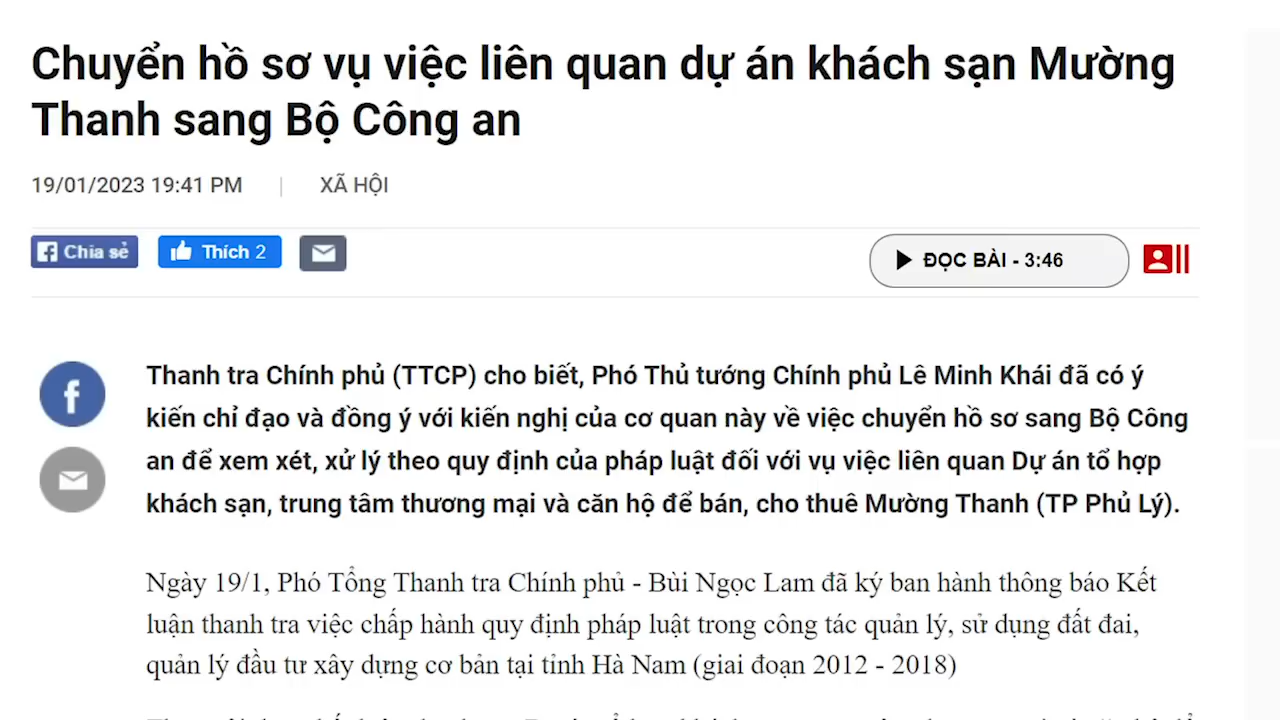 Chuyển hồ sơ vụ việc liên quan dự án khách sạn Mường
Thanh sang Bộ Công an
19/01/2023 19:41 PM | XÃ HỘI
Chia sẻ
Thích 2
ĐỌC BÀI - 3:46
Thanh tra Chính phủ (TTCP) cho biết, Phó Thủ tướng Chính phủ Lê Minh Khái đã có ý
kiến chỉ đạo và đồng ý với kiến nghị của cơ quan này về việc chuyển hồ sơ sang Bộ Công
an để xem xét, xử lý theo quy định của pháp luật đối với vụ việc liên quan Dự án tổ hợp
khách sạn, trung tâm thương mại và căn hộ để bán, cho thuê Mường Thanh (TP Phủ Lý).
Ngày 19/1, Phó Tổng Thanh tra Chính phủ - Bùi Ngọc Lam đã ký ban hành thông báo Kết
luận thanh tra việc chấp hành quy định pháp luật trong công tác quản lý, sử dụng đất đai,
quản lý đầu tư xây dựng cơ bản tại tỉnh Hà Nam (giai đoạn 2012 - 2018)